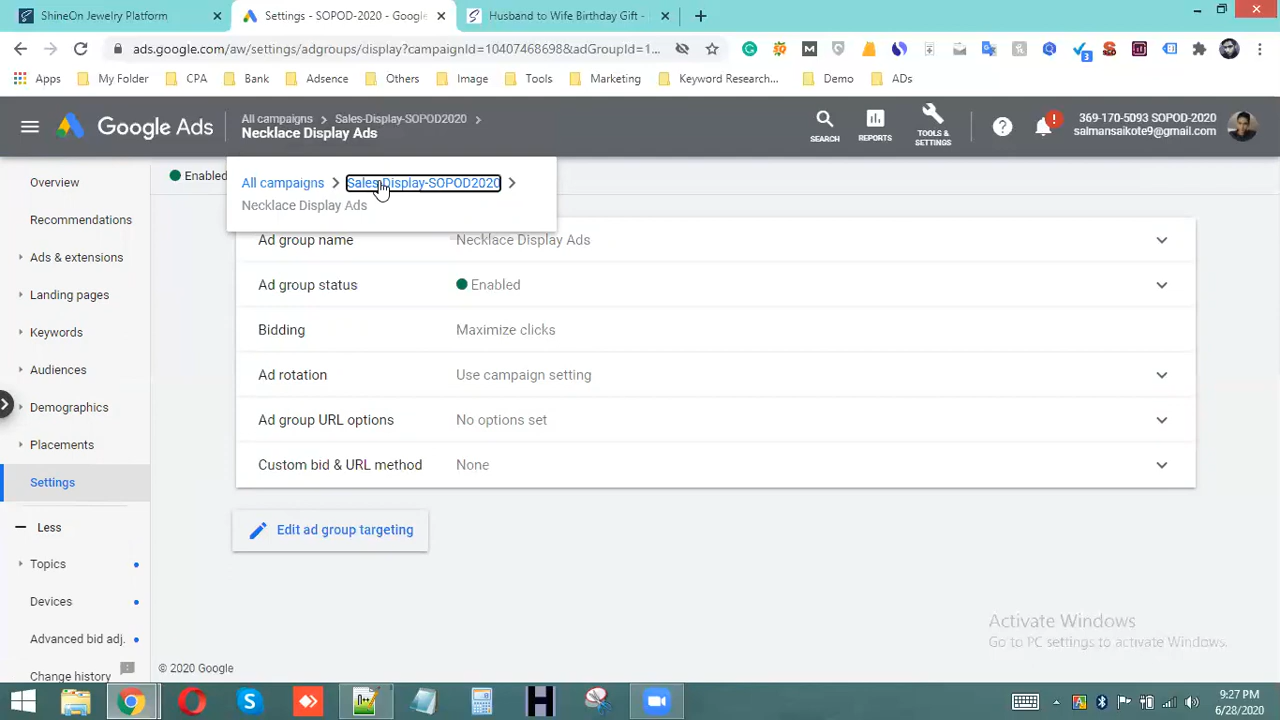 ShineOn Jewelry Platform
Settings - SOPOD-2020 - Google
Husband to Wife Birthday Gift -
ads.google.com/aw/settings/adgroups/display?campaignId=10407468698&adGroupId=1...
3
Apps
My Folder
CPA
Bank
Adsence
Others
Image
Tools
Marketing
Keyword Research...
Demo
ADs
Google Ads
All campaigns > Sales-Display-SOPOD2020 >
Necklace Display Ads
SEARCH
REPORTS
TOOLS &
SETTINGS
369-170-5093 SOPOD-2020
salmansaikote9@gmail.com
Enabled
All campaigns > Sales-Display-SOPOD2020 >
Necklace Display Ads
Overview
Recommendations
Ads & extensions
Landing pages
Keywords
Audiences
Demographics
Placements
Settings
Less
Topics
Devices
Advanced bid adj.
Change history
Ad group name Necklace Display Ads
Ad group status Enabled
Bidding Maximize clicks
Ad rotation Use campaign setting
Ad group URL options No options set
Custom bid & URL method None
Edit ad group targeting
© 2020 Google
Activate Windows
Go to PC settings to activate Windows.
9:27 PM
6/28/2020